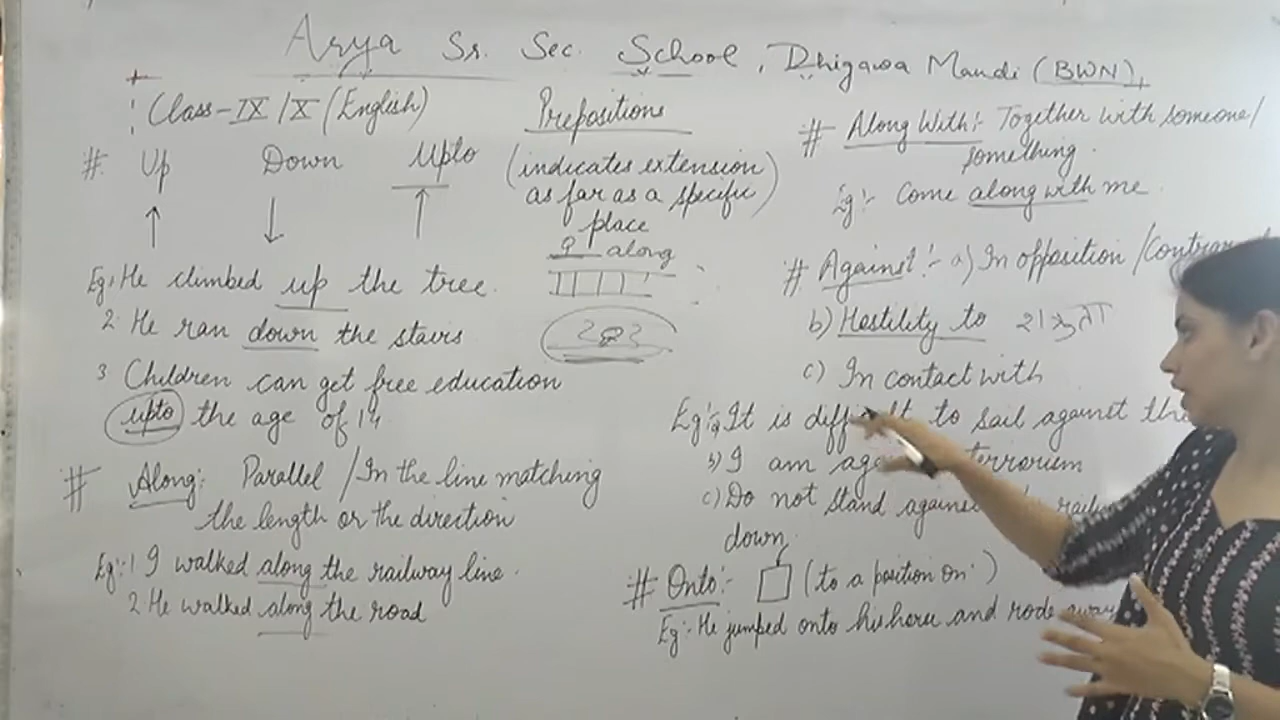 Arya Sr. Sec. School, Dhigawa Mandi (BWN),
Class-IX/X (English)
Prepositions
# Up Down Upto (indicates extension
as far as a specific
place
along
Eg: 1 He climbed up the tree.
2. He ran down the stairs
3 Children can get free education
upto the age of 14
# Along: Parallel / In the line matching
the length or the direction
Eg:- 1 I walked along the railway line.
2 He walked along the road
# Along With:- Together with someone/
something.
Eg:- Come along with me.
# Against:- a) In opposition /
b) Hostility to
c) In contact with
Eg:- a) It is difficult to sail against the
b) I am terrorism
c) Do not stand against
down
# Onto:- (to a position on)
Eg:- He jumped onto his horse and rode away